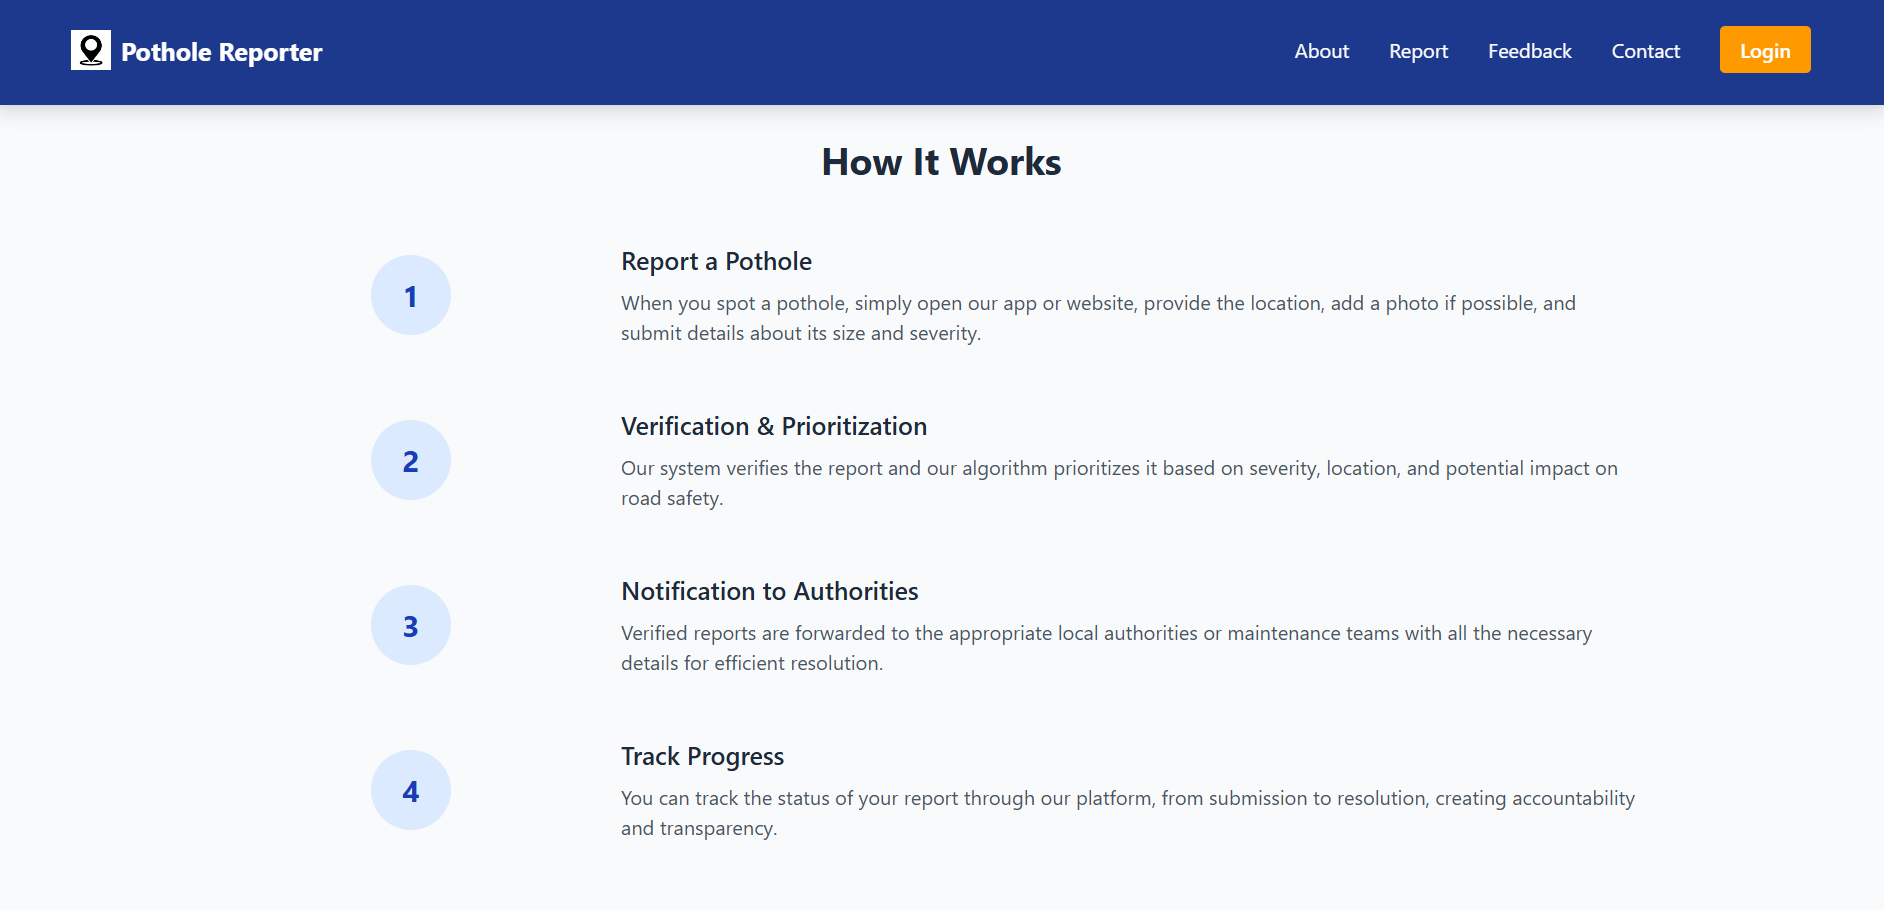 Pothole Reporter
About
Report
Feedback
Contact
Login
How It Works
1
Report a Pothole
When you spot a pothole, simply open our app or website, provide the location, add a photo if possible, and
submit details about its size and severity.
2
Verification & Prioritization
Our system verifies the report and our algorithm prioritizes it based on severity, location, and potential impact on
road safety.
3
Notification to Authorities
Verified reports are forwarded to the appropriate local authorities or maintenance teams with all the necessary
details for efficient resolution.
4
Track Progress
You can track the status of your report through our platform, from submission to resolution, creating accountability
and transparency.